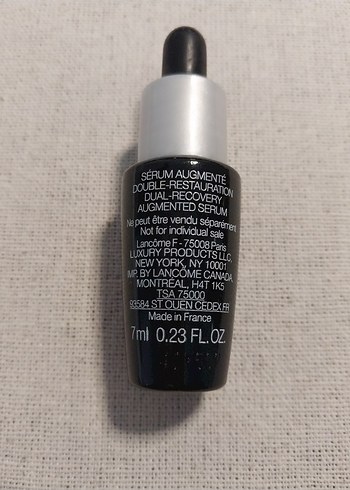 SÉRUM AUGMENTÉ
DOUBLE-RESTAURATION
DUAL-RECOVERY
AUGMENTED SERUM
Ne peut être vendu séparément
Not for individual sale
Lancôme F - 75008 Paris
LUXURY PRODUCTS LLC,
NEW YORK, NY 10001
IMP. BY LANCÔME CANADA,
MONTREAL, H4T 1K5
TSA 75000
93584 ST OUEN CEDEX FR
Made in France
7ml 0.23 FL.OZ.